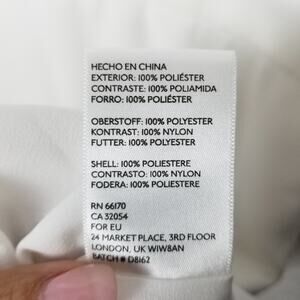 HECHO EN CHINA
EXTERIOR: 100% POLIÉSTER
CONTRASTE: 100% POLIAMIDA
FORRO: 100% POLIÉSTER
OBERSTOFF: 100% POLYESTER
KONTRAST: 100% NYLON
FUTTER: 100% POLYESTER
SHELL: 100% POLIESTERE
CONTRASTO: 100% NYLON
FODERA: 100% POLIESTERE
RN 66170
CA 32054
FOR EU
24 MARKET PLACE, 3RD FLOOR
LONDON, UK W1W8AN
BATCH # D8162